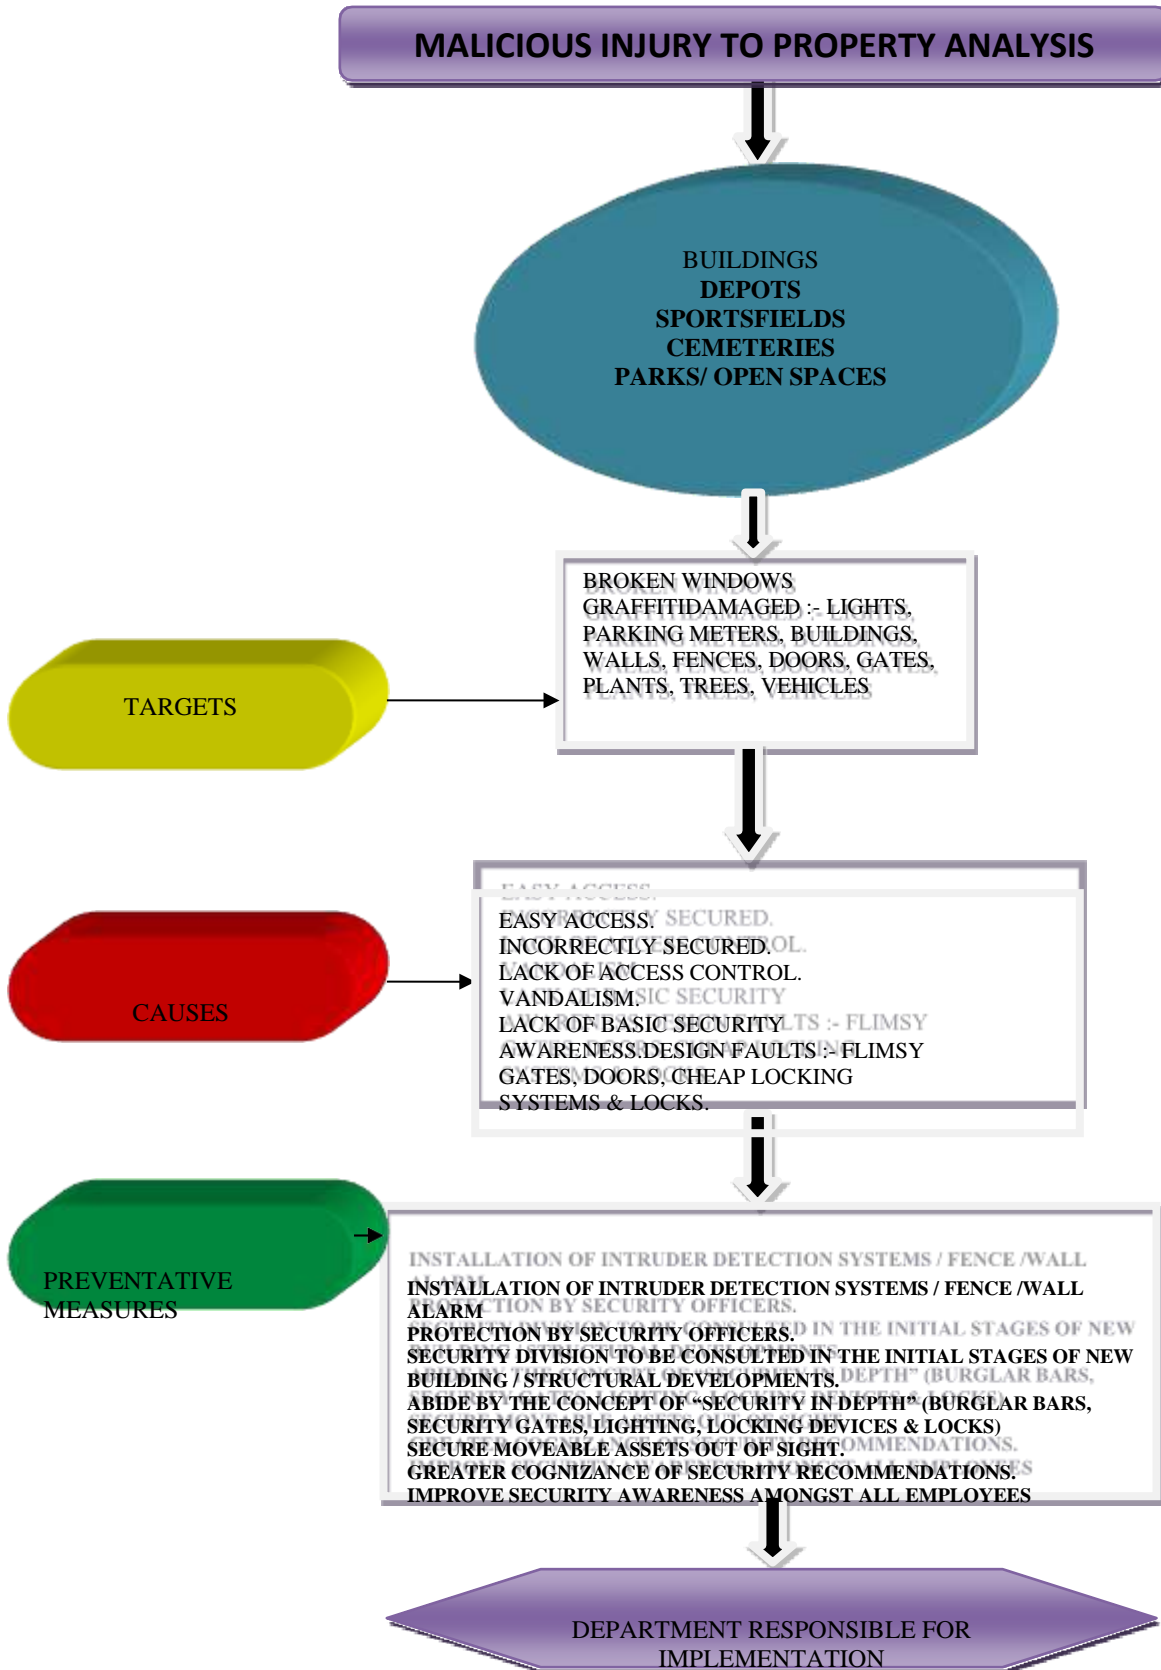 MALICIOUS INJURY TO PROPERTY ANALYSIS
BUILDINGS
DEPOTS
SPORTSFIELDS
CEMETERIES
PARKS/ OPEN SPACES
BROKEN WINDOWS
GRAFFITIDAMAGED :- LIGHTS,
PARKING METERS, BUILDINGS,
WALLS, FENCES, DOORS, GATES,
PLANTS, TREES, VEHICLES
TARGETS
EASY ACCESS.
INCORRECTLY SECURED.
LACK OF ACCESS CONTROL.
VANDALISM.
LACK OF BASIC SECURITY
AWARENESS.DESIGN FAULTS :- FLIMSY
GATES, DOORS, CHEAP LOCKING
SYSTEMS & LOCKS.
CAUSES
PREVENTATIVE
MEASURES
INSTALLATION OF INTRUDER DETECTION SYSTEMS / FENCE /WALL
ALARM
PROTECTION BY SECURITY OFFICERS.
SECURITY DIVISION TO BE CONSULTED IN THE INITIAL STAGES OF NEW
BUILDING / STRUCTURAL DEVELOPMENTS.
ABIDE BY THE CONCEPT OF “SECURITY IN DEPTH” (BURGLAR BARS,
SECURITY GATES, LIGHTING, LOCKING DEVICES & LOCKS)
SECURE MOVEABLE ASSETS OUT OF SIGHT.
GREATER COGNIZANCE OF SECURITY RECOMMENDATIONS.
IMPROVE SECURITY AWARENESS AMONGST ALL EMPLOYEES
DEPARTMENT RESPONSIBLE FOR
IMPLEMENTATION